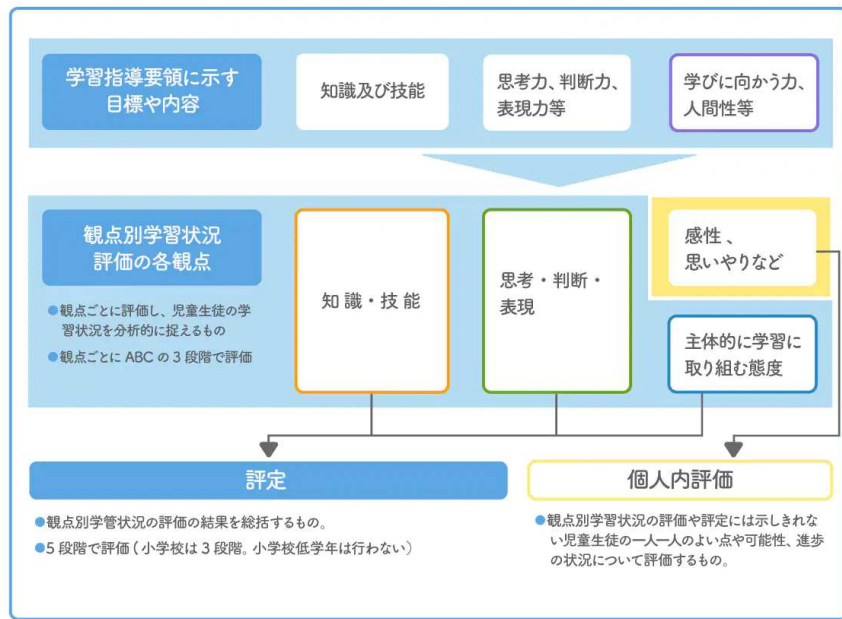 学習指導要領に示す
目標や内容
知識及び技能
思考力、判断力、
表現力等
学びに向かう力、
人間性等
観点別学習状況
評価の各観点
●観点ごとに評価し、児童生徒の学
習状況を分析的に捉えるもの
●観点ごとに ABC の 3 段階で評価
知識・技能
思考・判断・
表現
感性、
思いやりなど
主体的に学習に
取り組む態度
評定
●観点別学管状況の評価の結果を総括するもの。
●5 段階で評価(小学校は 3 段階。小学校低学年は行わない)
個人内評価
●観点別学習状況の評価や評定には示しきれな
い児童生徒の一人一人のよい点や可能性、進歩
の状況について評価するもの。